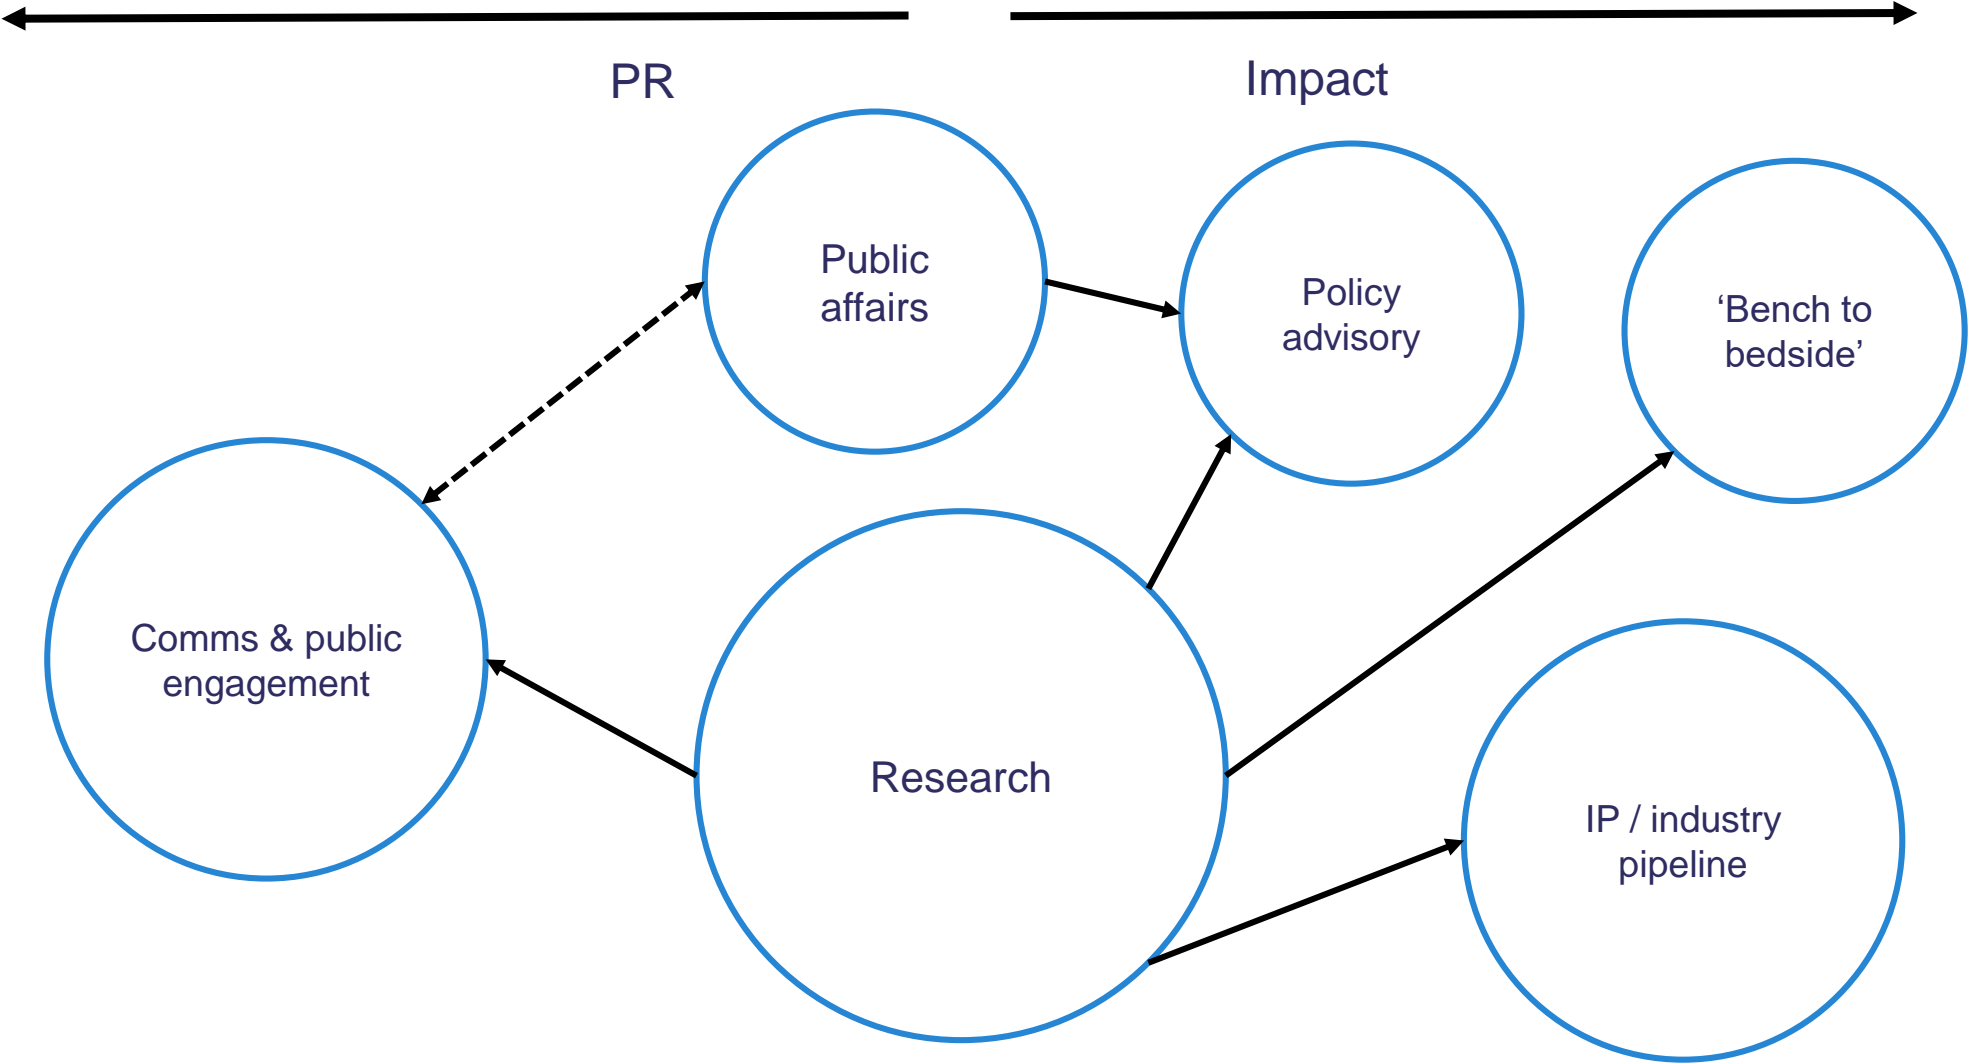 PR
Impact
Public
affairs
Policy
advisory
‘Bench to
bedside’
Comms & public
engagement
Research
IP / industry
pipeline